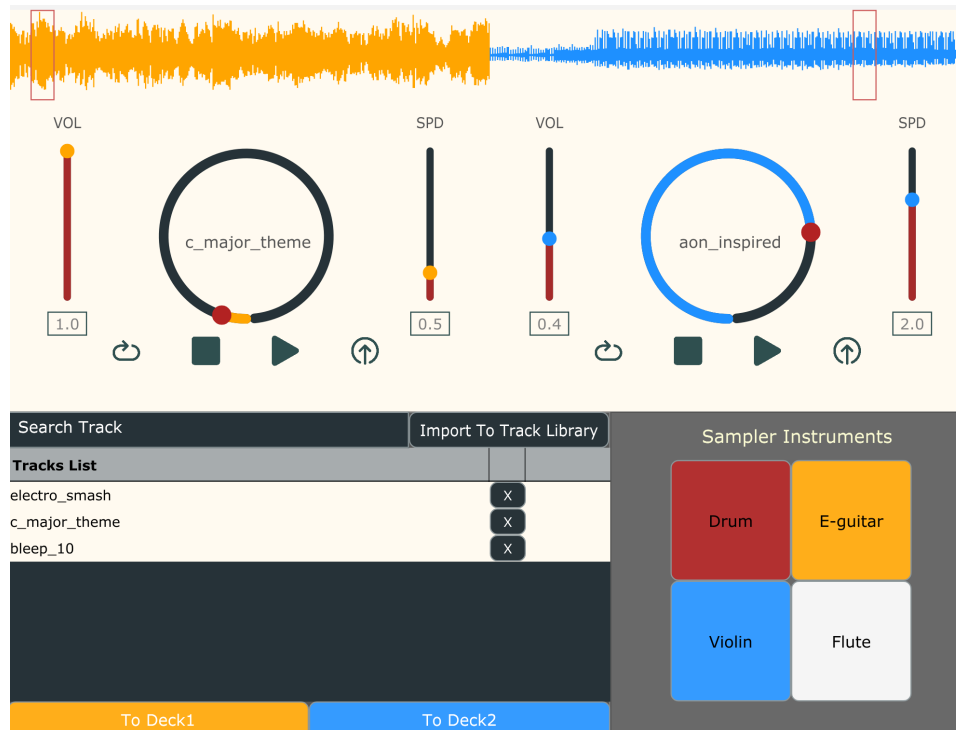 VOL
SPD
VOL
SPD
c_major_theme
aon_inspired
1.0
0.5
0.4
2.0
Search Track
Import To Track Library
Tracks List
electro_smash
X
c_major_theme
X
bleep_10
X
To Deck1
To Deck2
Sampler Instruments
Drum
E-guitar
Violin
Flute